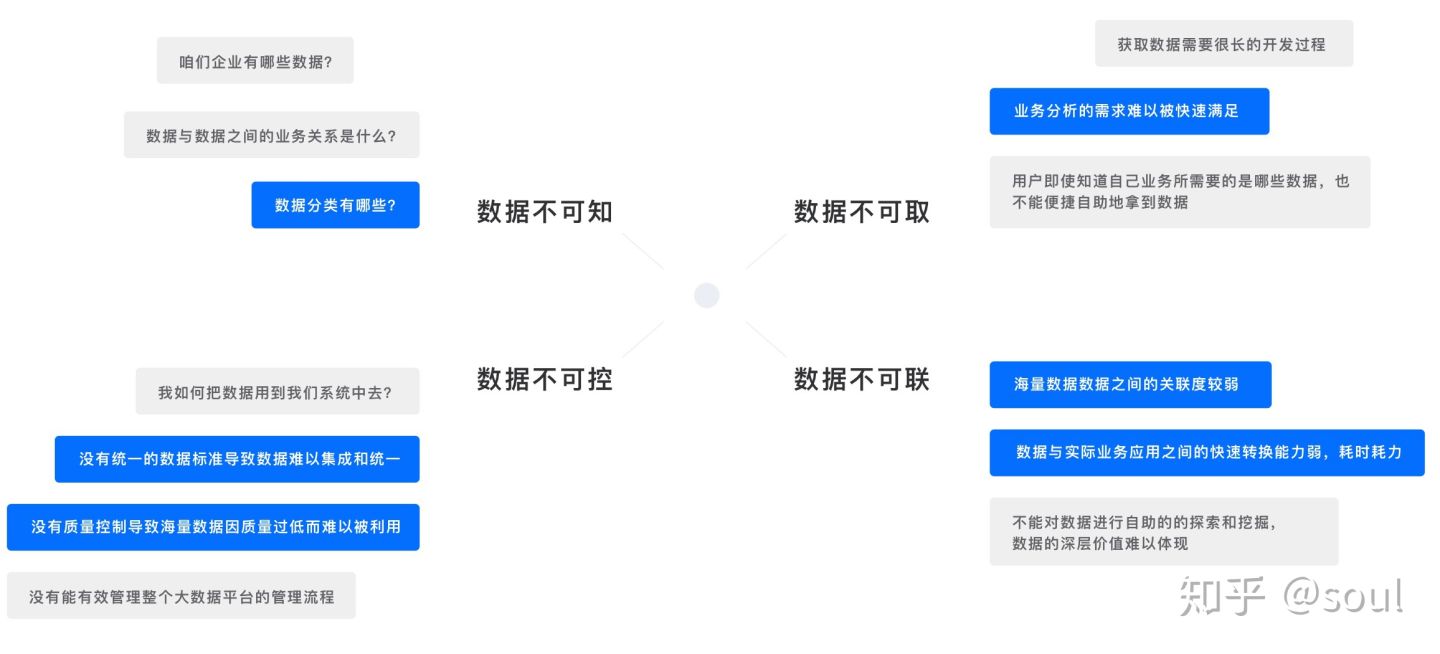 咱们企业有哪些数据?
数据与数据之间的业务关系是什么?
数据分类有哪些?
数据不可知
获取数据需要很长的开发过程
业务分析的需求难以被快速满足
用户即使知道自己业务所需要的是哪些数据，也
不能便捷自助地拿到数据
数据不可取
我如何把数据用到我们系统中去?
没有统一的数据标准导致数据难以集成和统一
没有质量控制导致海量数据因质量过低而难以被利用
没有能有效管理整个大数据平台的管理流程
数据不可控
数据不可联
海量数据数据之间的关联度较弱
数据与实际业务应用之间的快速转换能力弱，耗时耗力
不能对数据进行自助的的探索和挖掘，
数据的深层价值难以体现
知乎 @soul